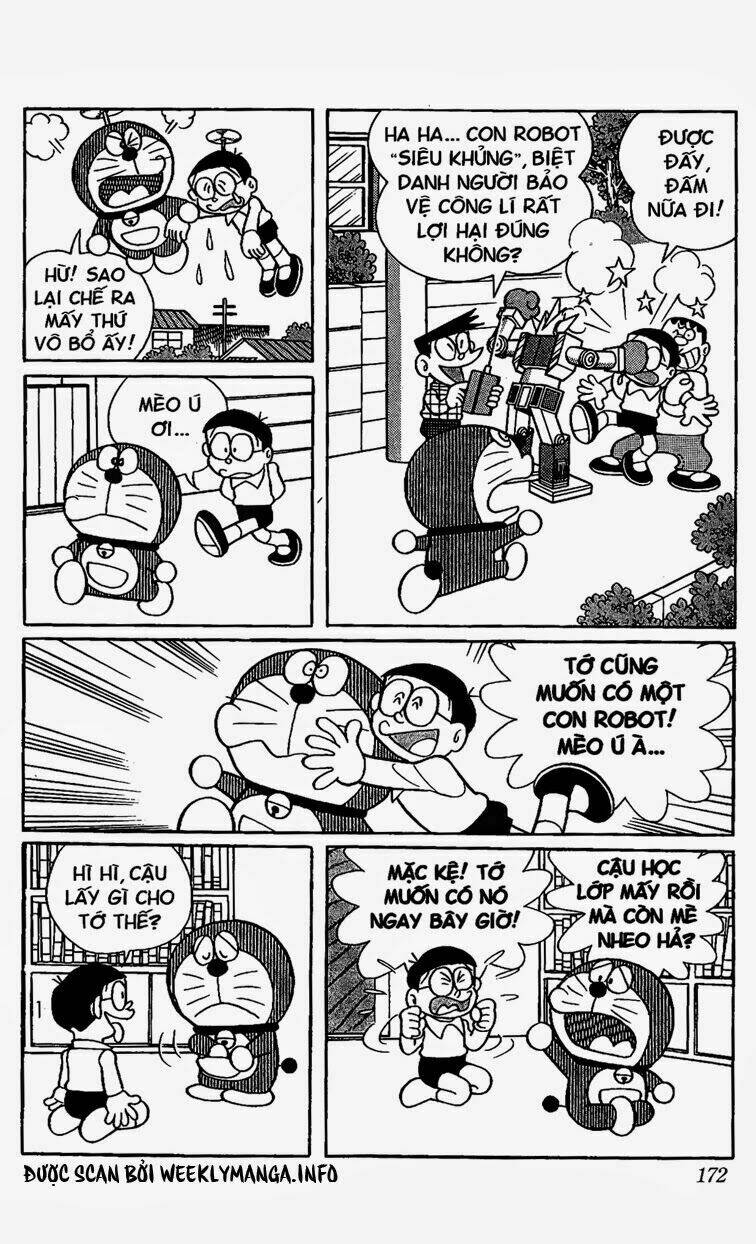 HỪ! SAO
LẠI CHẾ RA
MẤY THỨ
VÔ BỔ ẤY!
HA HA... CON ROBOT
"SIÊU KHỦNG", BIỆT
DANH NGƯỜI BẢO
VỆ CÔNG LÍ RẤT
LỢI HẠI ĐÚNG
KHÔNG?
ĐƯỢC
ĐẤY,
ĐẤM
NỮA ĐI!
MÈO Ú
ƠI...
TỚ CŨNG
MUỐN CÓ MỘT
CON ROBOT!
MÈO Ú À...
HÌ HÌ, CẬU
LẤY GÌ CHO
TỚ THẾ?
MẶC KỆ! TỚ
MUỐN CÓ NÓ
NGAY BÂY GIỜ!
CẬU HỌC
LỚP MẤY RỒI
MÀ CÒN MÈ
NHEO HẢ?
ĐƯỢC SCAN BỞI WEEKLYMANGA.INFO
172